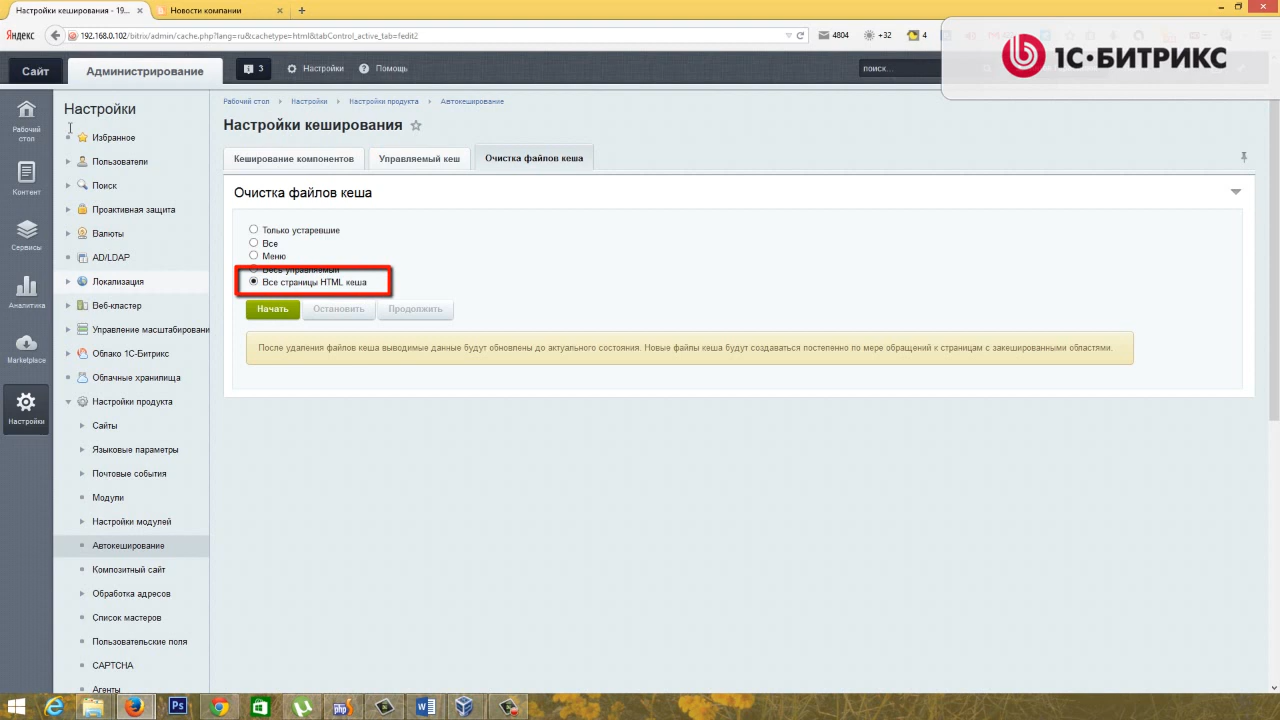 Настройки кеширования - 19...
Новости компании
Яндекс
192.168.0.102/bitrix/admin/cache.php?lang=ru&cachetype=html&tabControl_active_tab=fedit2
4804
+32
4
1С·БИТРИКС
Сайт
Администрирование
3
Настройки
Помощь
поиск...
Рабочий стол
Контент
Сервисы
Аналитика
Marketplace
Настройки
Настройки
Избранное
Пользователи
Поиск
Проактивная защита
Валюты
AD/LDAP
Локализация
Веб-кластер
Управление масштабировани
Облако 1С-Битрикс
Облачные хранилища
Настройки продукта
Сайты
Языковые параметры
Почтовые события
Модули
Настройки модулей
Автокеширование
Композитный сайт
Обработка адресов
Список мастеров
Пользовательские поля
CAPTCHA
Агенты
Рабочий стол Настройки Настройки продукта Автокеширование
Настройки кеширования
Кеширование компонентов
Управляемый кеш
Очистка файлов кеша
Очистка файлов кеша
Только устаревшие
Все
Меню
Весь управляемый
Все страницы HTML кеша
Начать
Остановить
Продолжить
После удаления файлов кеша выводимые данные будут обновлены до актуального состояния. Новые файлы кеша будут создаваться постепенно по мере обращений к страницам с закешированными областями.
Ps
php